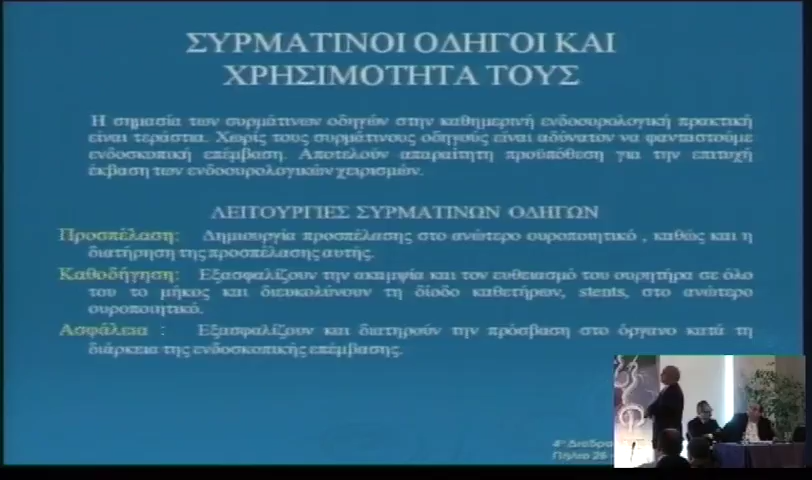 ΣΥΡΜΑΤΙΝΟΙ ΟΔΗΓΟΙ ΚΑΙ
ΧΡΗΣΙΜΟΤΗΤΑ ΤΟΥΣ
Η σημασία των συρμάτινων οδηγών στην καθημερινή ενδοουρολογική πρακτική
είναι τεράστια. Χωρίς τους συρμάτινους οδηγούς είναι αδύνατον να φανταστούμε
ενδοσκοπική επέμβαση. Αποτελούν απαραίτητη προϋπόθεση για την επιτυχή
έκβαση των ενδοουρολογικών χειρισμών.
ΛΕΙΤΟΥΡΓΙΕΣ ΣΥΡΜΑΤΙΝΩΝ ΟΔΗΓΩΝ
Προσπέλαση: Δημιουργία προσπέλασης στο ανώτερο ουροποιητικό , καθώς και η
διατήρηση της προσπέλασης αυτής.
Καθοδήγηση: Εξασφαλίζουν την ακαμψία και τον ευθειασμό του ουρητήρα σε όλο
του το μήκος και διευκολύνουν τη δίοδο καθετήρων, stents, στο ανώτερο
ουροποιητικό.
Ασφάλεια : Εξασφαλίζουν και διατηρούν την πρόσβαση στο όργανο κατά τη
διάρκεια της ενδοσκοπικής επέμβασης.
4ο
Πήλιο 26